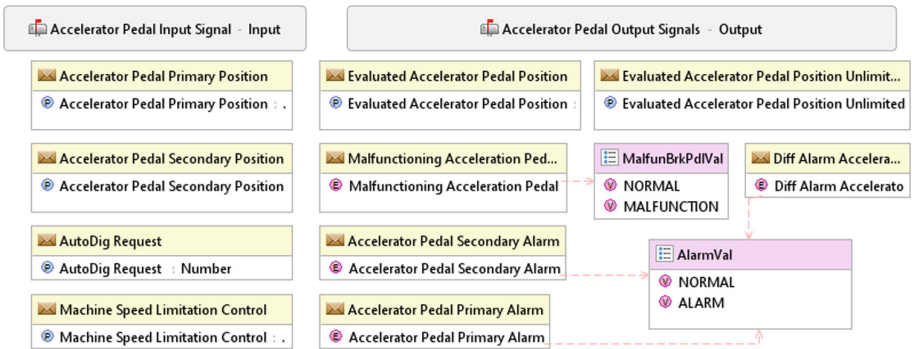 Accelerator Pedal Input Signal - Input
Accelerator Pedal Output Signals - Output
Accelerator Pedal Primary Position
Accelerator Pedal Primary Position : .
Evaluated Accelerator Pedal Position
Evaluated Accelerator Pedal Position :
Evaluated Accelerator Pedal Position Unlimit...
Evaluated Accelerator Pedal Position Unlimited
Accelerator Pedal Secondary Position
Accelerator Pedal Secondary Position
Malfunctioning Acceleration Ped...
Malfunctioning Acceleration Pedal
MalfunBrkPdlVal
NORMAL
MALFUNCTION
Diff Alarm Accelera...
Diff Alarm Accelerato
AutoDig Request
AutoDig Request : Number
Accelerator Pedal Secondary Alarm
Accelerator Pedal Secondary Alarm
AlarmVal
NORMAL
ALARM
Machine Speed Limitation Control
Machine Speed Limitation Control : .
Accelerator Pedal Primary Alarm
Accelerator Pedal Primary Alarm